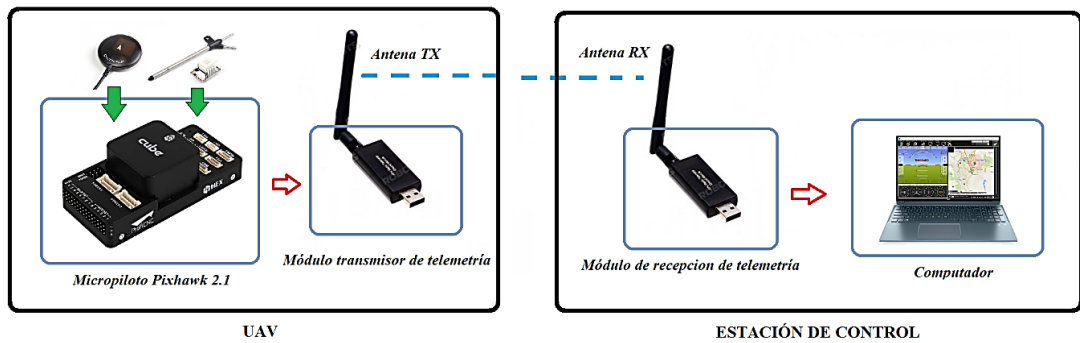 Antena TX
Antena RX
cube
HEX
Módulo transmisor de telemetría
Módulo de recepcion de telemetría
Micropiloto Pixhawk 2.1
Computador
UAV
ESTACIÓN DE CONTROL